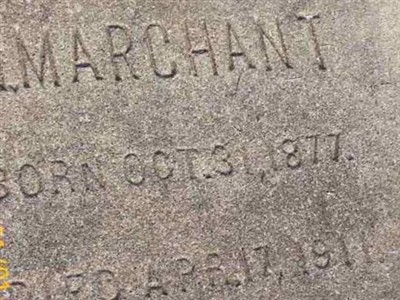 MARCHANT
BORN OCT. 31, 1877.
APR. 17, 1911